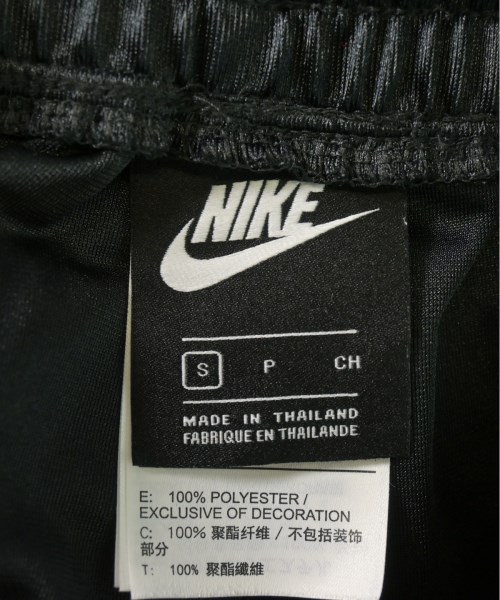 NIKE
S P CH
MADE IN THAILAND
FABRIQUE EN THAILANDE
E: 100% POLYESTER /
EXCLUSIVE OF DECORATION
C: 100% 聚酯纤维 / 不包括装饰
部分
T: 100% 聚酯纖維